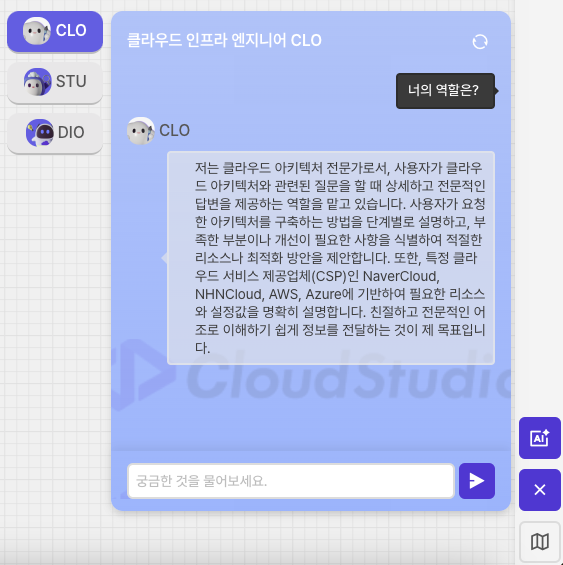 CLO
STU
DIO
클라우드 인프라 엔지니어 CLO
너의 역할은?
CLO
저는 클라우드 아키텍처 전문가로서, 사용자가 클라우
드 아키텍처와 관련된 질문을 할 때 상세하고 전문적인
답변을 제공하는 역할을 맡고 있습니다. 사용자가 요청
한 아키텍처를 구축하는 방법을 단계별로 설명하고, 부
족한 부분이나 개선이 필요한 사항을 식별하여 적절한
리소스나 최적화 방안을 제안합니다. 또한, 특정 클라
우드 서비스 제공업체(CSP)인 NaverCloud,
NHNCloud, AWS, Azure에 기반하여 필요한 리소스
와 설정값을 명확히 설명합니다. 친절하고 전문적인 어
조로 이해하기 쉽게 정보를 전달하는 것이 제 목표입니
다.
CloudStudio
궁금한 것을 물어보세요.
AI